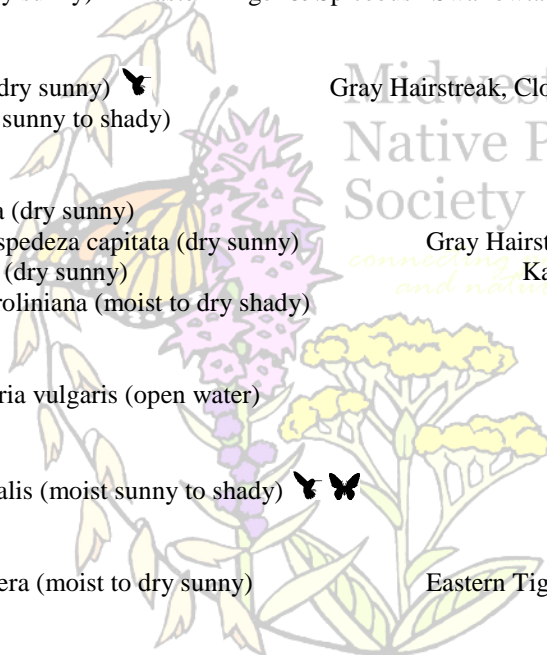 dry sunny) Gray Hairstreak, Clo
sunny to shady)
Midwest
Native P
Society
a (dry sunny)
spedeza capitata (dry sunny) Gray Hairst
(dry sunny) Ka
roliniana (moist to dry shady)
ria vulgaris (open water)
alis (moist sunny to shady)
era (moist to dry sunny) Eastern Tig